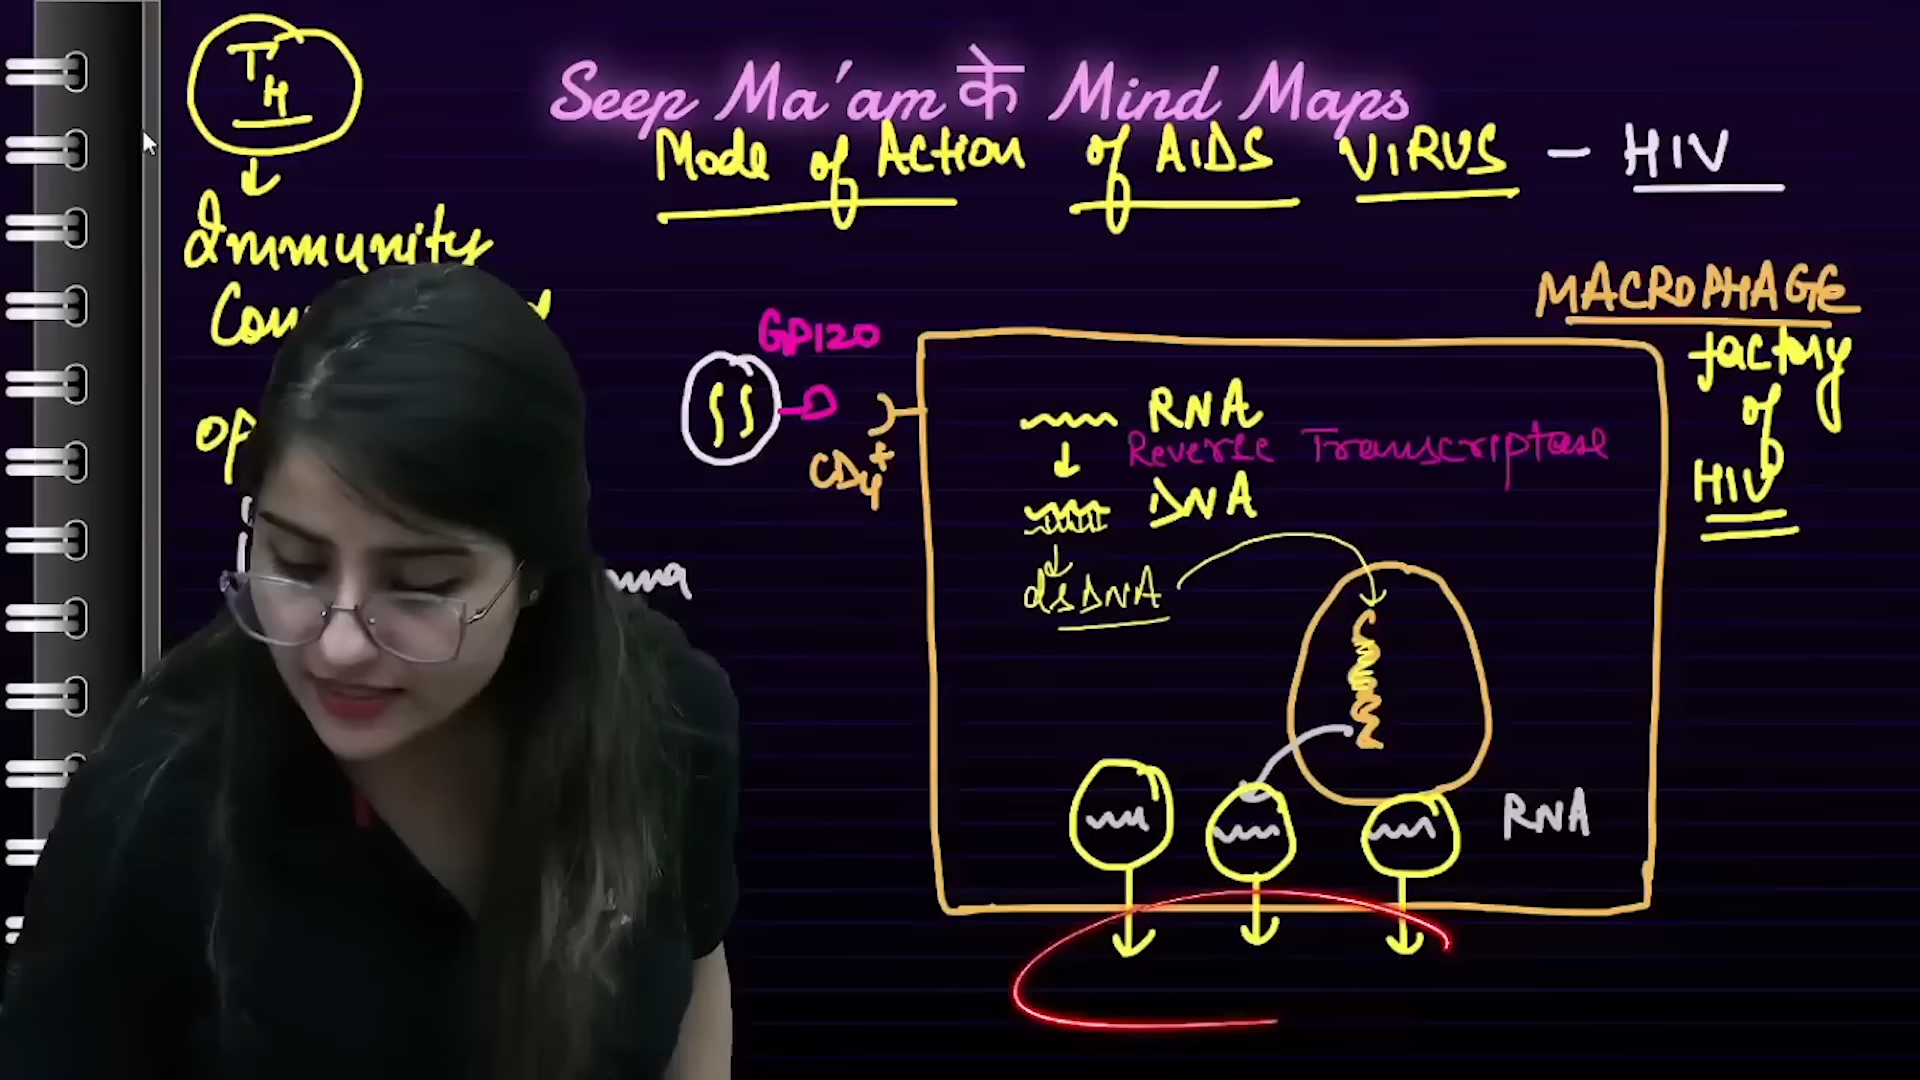 Seep Ma'am के Mind Maps
Mode of Action of AIDS VIRUS - HIV
TH
Immunity
MACROPHAGE
factory
of
HIV
GP120
CD4+
RNA
Reverse Transcriptase
DNA
dsDNA
RNA